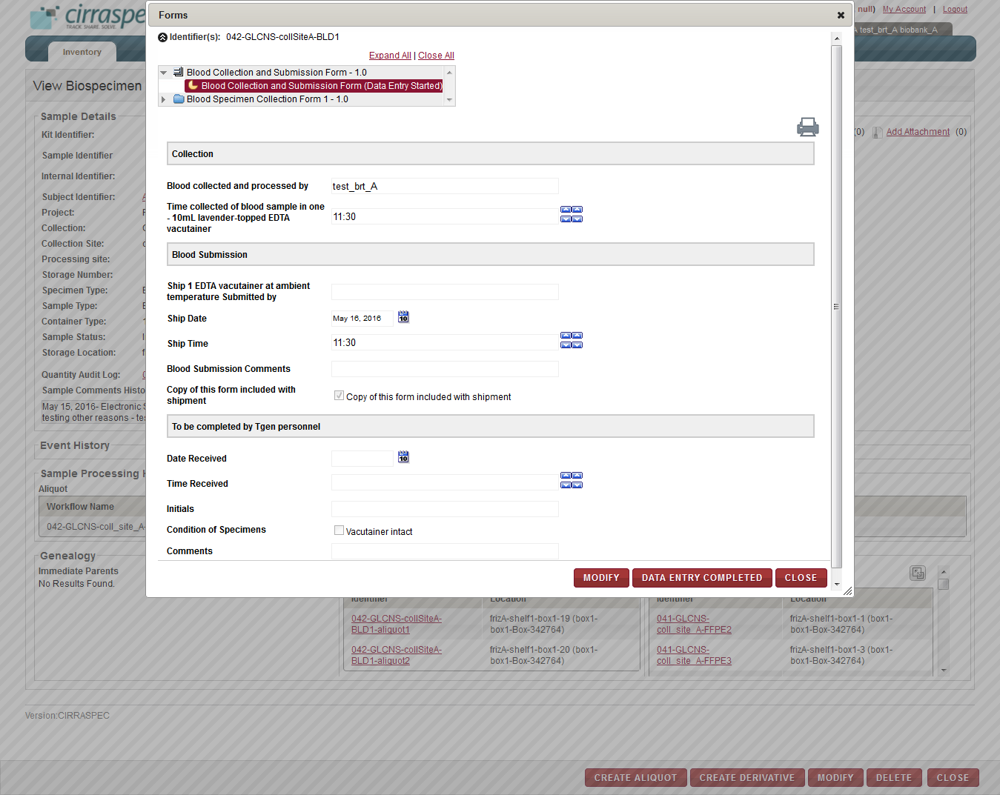 cirraspec
TRACK. SHARE. SOLVE.
null) My Account | Logout
A test_brt_A biobank_A
Inventory
Forms
Identifier(s): 042-GLCNS-collSiteA-BLD1
Expand All | Close All
Blood Collection and Submission Form - 1.0
Blood Collection and Submission Form (Data Entry Started)
Blood Specimen Collection Form 1 - 1.0
Collection
Blood collected and processed by test_brt_A
Time collected of blood sample in one
- 10mL lavender-topped EDTA
vacutainer
11:30
Blood Submission
Ship 1 EDTA vacutainer at ambient
temperature Submitted by
Ship Date May 16, 2016 10
Ship Time 11:30
Blood Submission Comments
Copy of this form included with
shipment
Copy of this form included with shipment
To be completed by Tgen personnel
Date Received 10
Time Received
Initials
Condition of Specimens Vacutainer intact
Comments
MODIFY DATA ENTRY COMPLETED CLOSE
View Biospecimen
Sample Details
Kit Identifier:
Sample Identifier
Internal Identifier:
Subject Identifier:
Project:
Collection:
Collection Site:
Processing site:
Storage Number:
Specimen Type:
Sample Type:
Container Type:
Sample Status:
Storage Location:
Quantity Audit Log:
Sample Comments Histo
May 15, 2016- Electronic S
testing other reasons - tes
(0) Add Attachment (0)
Event History
Sample Processing H
Aliquot
Workflow Name
042-GLCNS-coll_site_A-
Genealogy
Immediate Parents
No Results Found.
Identifier Location
042-GLCNS-collSiteA-
BLD1-aliquot1
frizA-shelf1-box1-19 (box1-
box1-Box-342764)
042-GLCNS-collSiteA-
BLD1-aliquot2
frizA-shelf1-box1-20 (box1-
box1-Box-342764)
Identifier Location
041-GLCNS-
coll_site_A-FFPE2
frizA-shelf1-box1-1 (box1-
box1-Box-342764)
041-GLCNS-
coll_site_A-FFPE3
frizA-shelf1-box1-3 (box1-
box1-Box-342764)
Version:CIRRASPEC
CREATE ALIQUOT CREATE DERIVATIVE MODIFY DELETE CLOSE